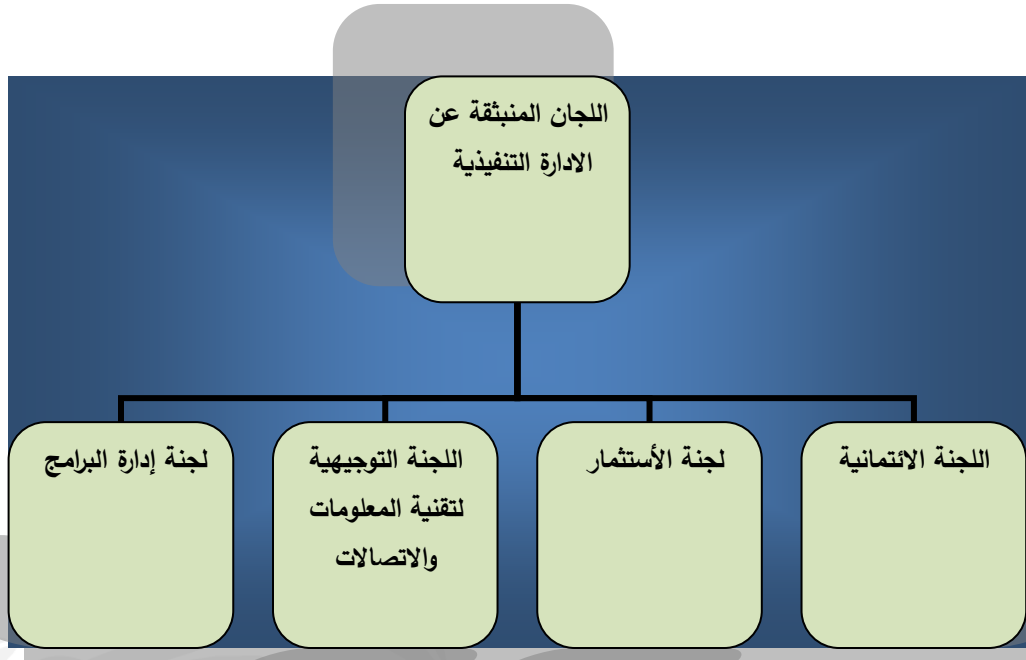 اللجان المنبثقة عن
الادارة التنفيذية
اللجنة الائتمانية
لجنة الأستثمار
اللجنة التوجيهية
لتقنية المعلومات
والاتصالات
لجنة إدارة البرامج